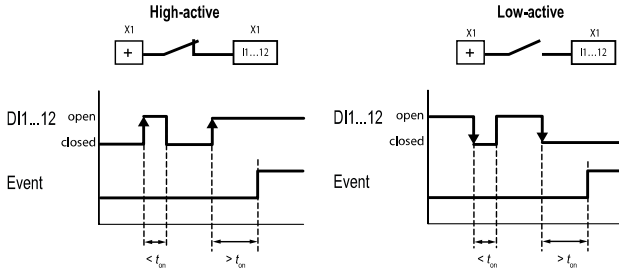 High-active
Low-active
X1
X1
X1
X1
+
I1...12
+
I1...12
DI1...12
open
closed
DI1...12
open
closed
Event
Event
< ton
> ton
< ton
> ton